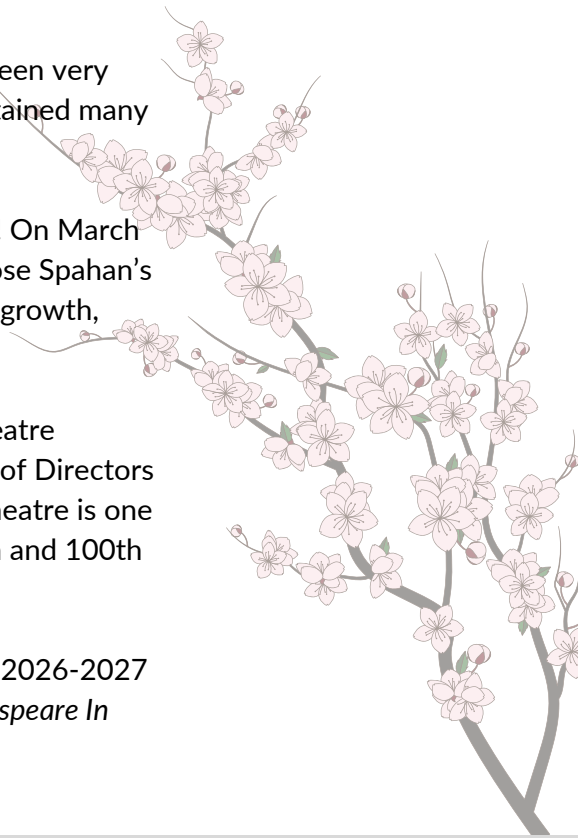 een very
tained many
. On March
ose Spahan’s
growth,
eatre
of Directors
heatre is one
and 100th
2026-2027
speare In